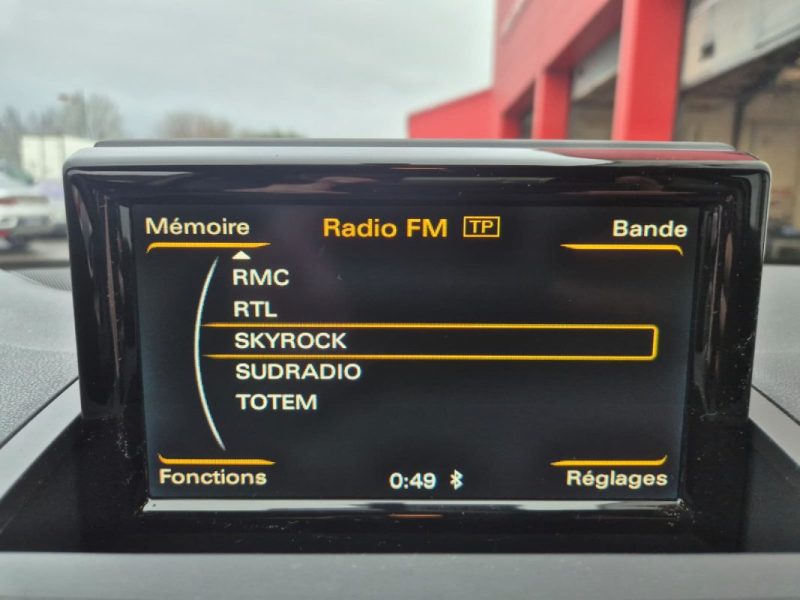 Mémoire Radio FM TP Bande
RMC
RTL
SKYROCK
SUDRADIO
TOTEM
Fonctions 0:49 Réglages